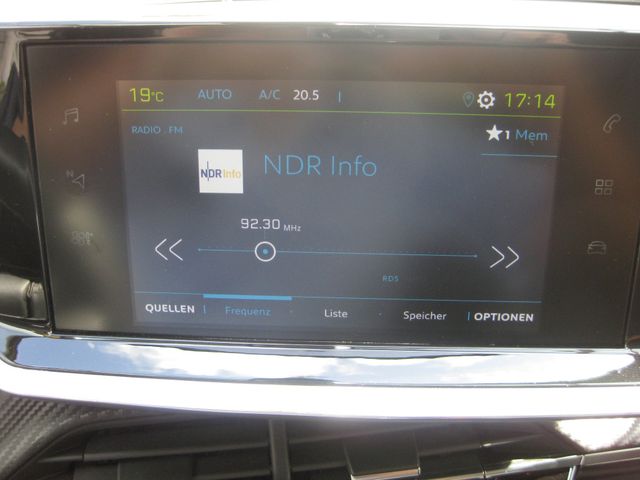 19°C AUTO A/C 20.5 17:14
RADIO . FM
★1 Mem
NDR info
NDR Info
92.30 MHz
RDS
QUELLEN Frequenz Liste Speicher OPTIONEN
N